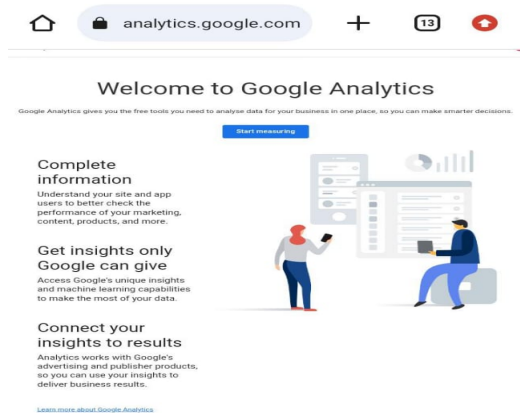 analytics.google.com
13
Welcome to Google Analytics
Google Analytics gives you the free tools you need to analyse data for your business in one place, so you can make smarter decisions.
Start measuring
Complete
information
Understand your site and app
users to better check the
performance of your marketing,
content, products, and more.
Get insights only
Google can give
Access Google's unique insights
and machine learning capabilities
to make the most of your data.
Connect your
insights to results
Analytics works with Google's
advertising and publisher products,
so you can use your insights to
deliver business results.
Learn more about Google Analytics